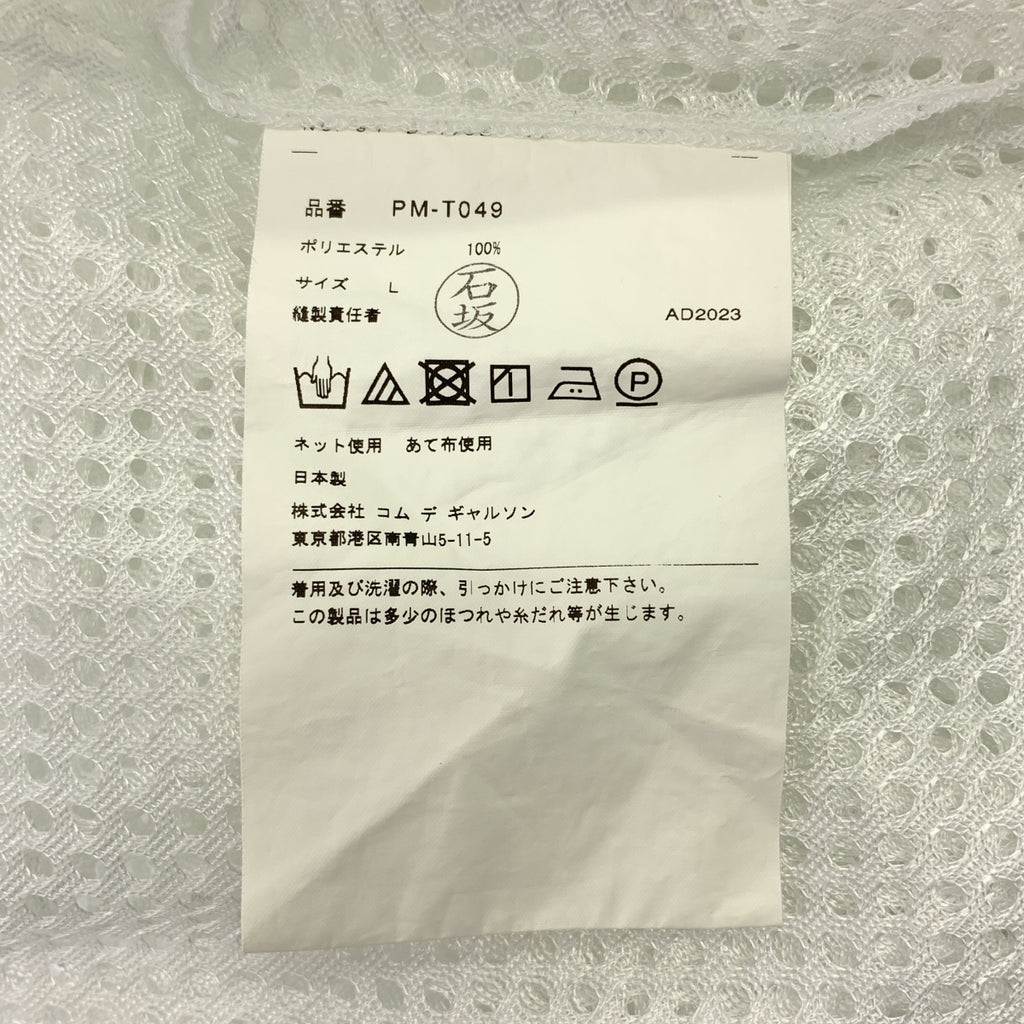 品番 PM-T049
ポリエステル 100%
サイズ L
石坂
縫製責任者 AD2023
P
ネット使用 あて布使用
日本製
株式会社 コム デ ギャルソン
東京都港区南青山5-11-5
着用及び洗濯の際、引っかけにご注意下さい。
この製品は多少のほつれや糸だれ等が生じます。